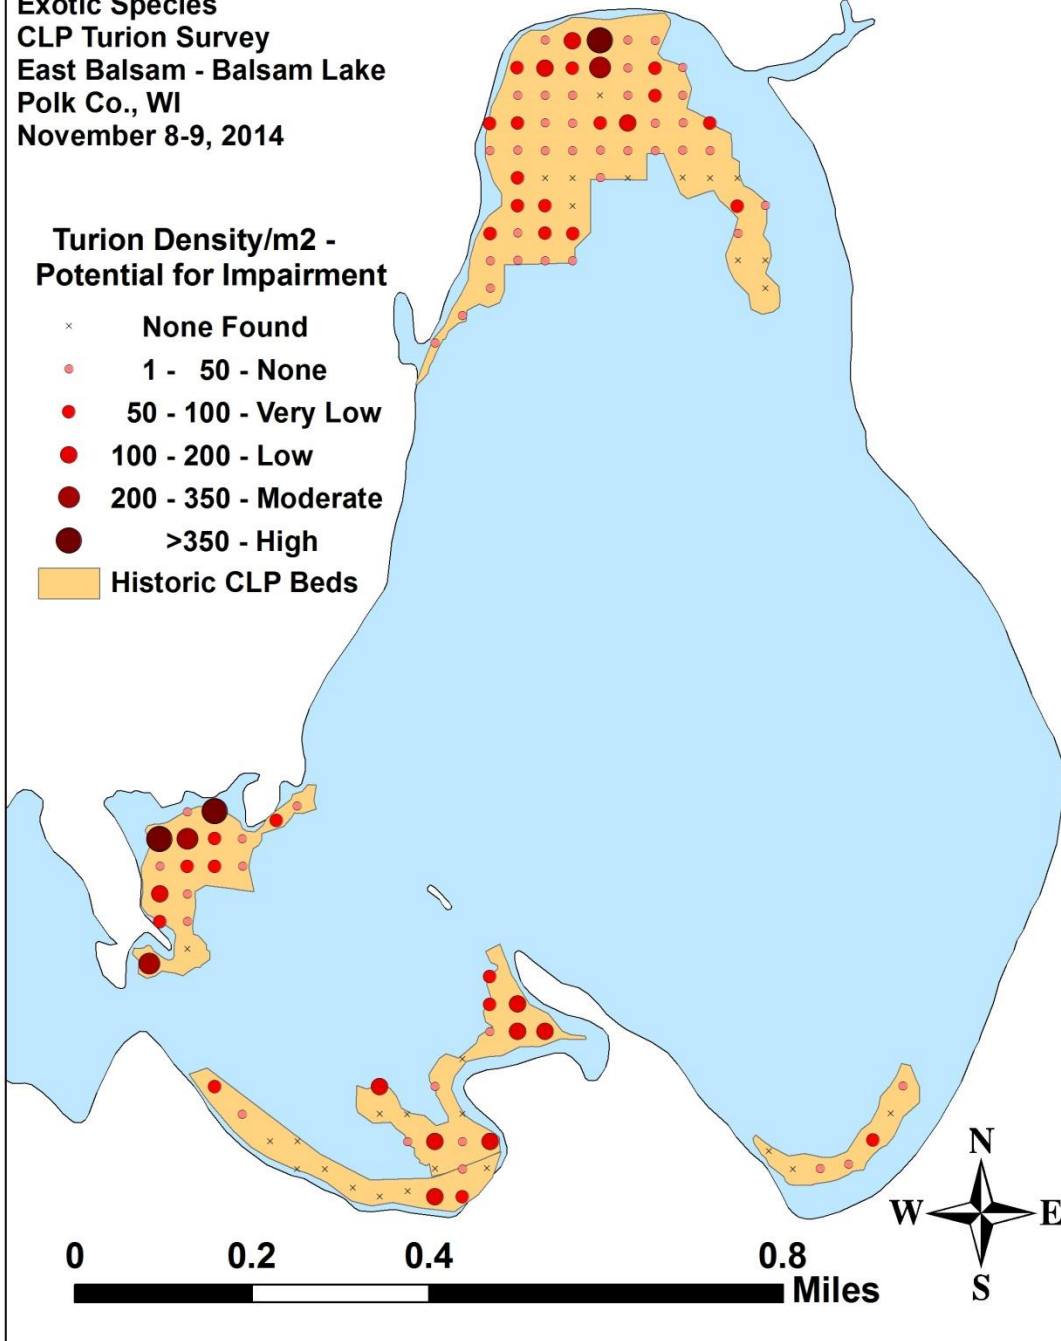 Exotic Species
CLP Turion Survey
East Balsam - Balsam Lake
Polk Co., WI
November 8-9, 2014
Turion Density/m2 -
Potential for Impairment
None Found
1 - 50 - None
50 - 100 - Very Low
100 - 200 - Low
200 - 350 - Moderate
>350 - High
Historic CLP Beds
N
W E
S
0 0.2 0.4 0.8
Miles